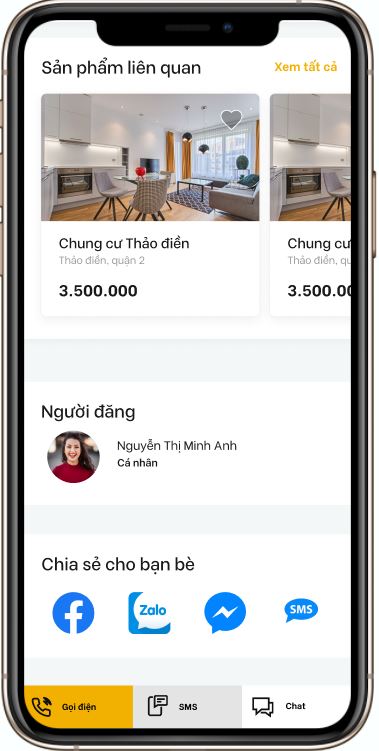 Sản phẩm liên quan
Xem tất cả
Chung cư Thảo điền
Thảo điền, quận 2
3.500.000
Chung cư
Thảo điền,
3.500.00
Người đăng
Nguyễn Thị Minh Anh
Cá nhân
Chia sẻ cho bạn bè
Zalo
SMS
Gọi điện
SMS
Chat